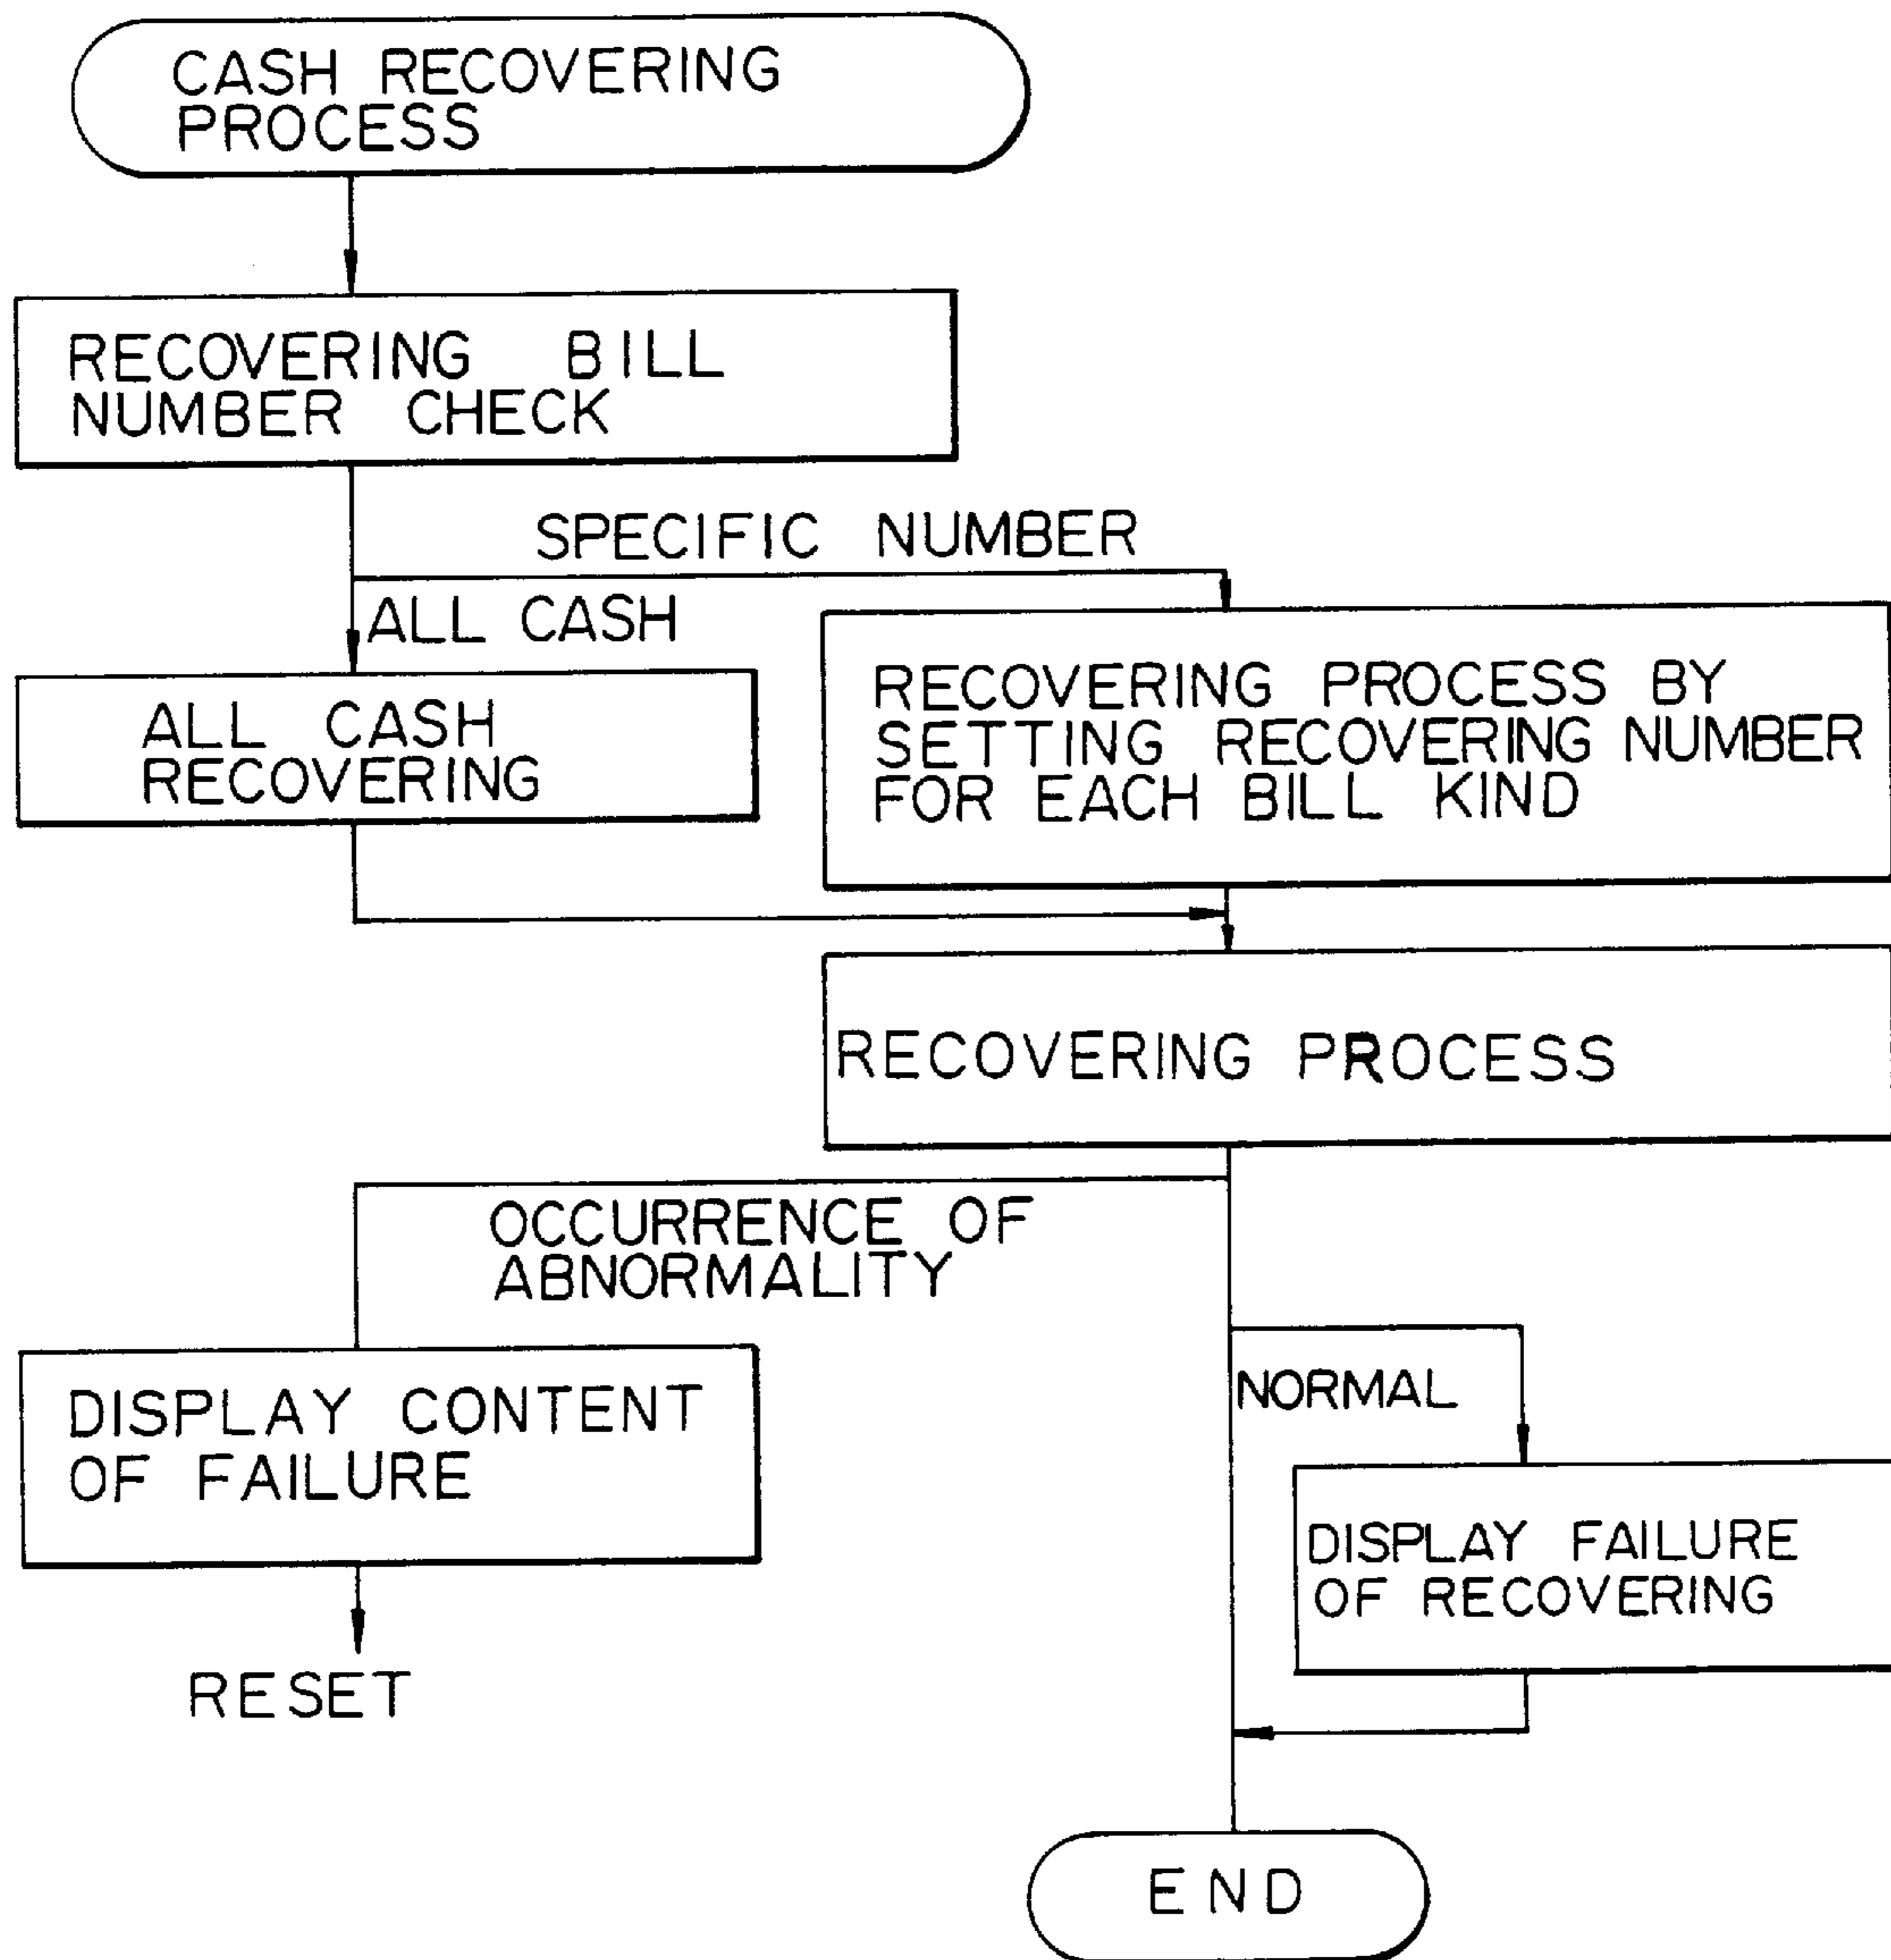 CASH RECOVERING
PROCESS
RECOVERING BILL
NUMBER CHECK
SPECIFIC NUMBER
ALL CASH
ALL CASH
RECOVERING
RECOVERING PROCESS BY
SETTING RECOVERING NUMBER
FOR EACH BILL KIND
RECOVERING PROCESS
OCCURRENCE OF
ABNORMALITY
NORMAL
DISPLAY CONTENT
OF FAILURE
DISPLAY FAILURE
OF RECOVERING
RESET
END